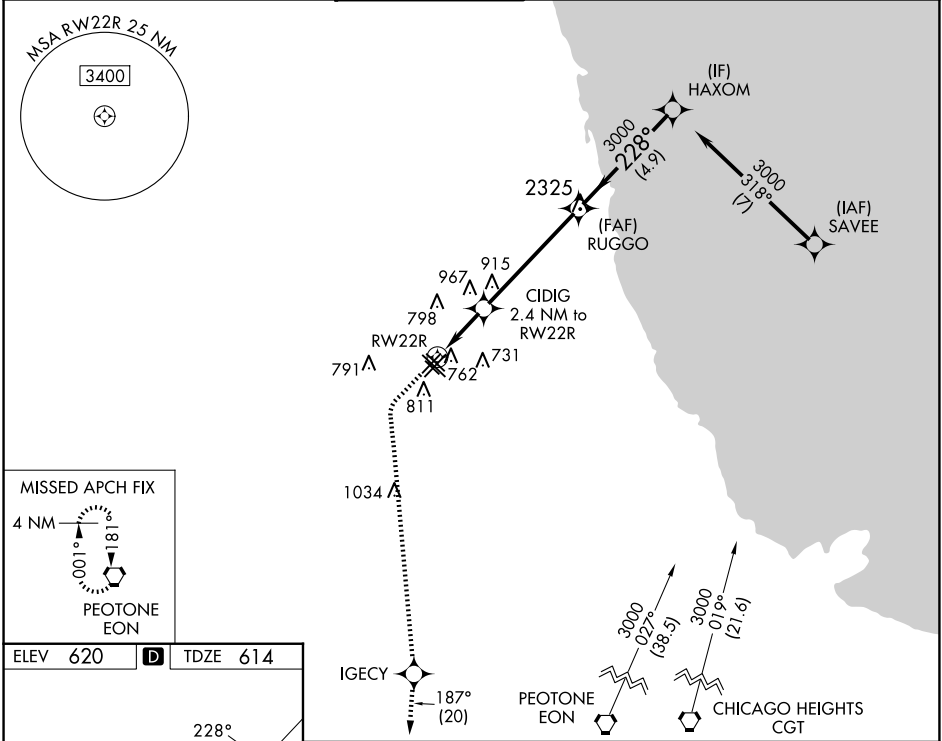 MSA RW22R 25 NM
3400
(IF)
HAXOM
3000
228°
(4.9)
3000
318°
(7)
2325
(FAF)
RUGGO
(IAF)
SAVEE
915
967
798
CIDIG
2.4 NM to
RW22R
RW22R
791
762
731
811
1034
MISSED APCH FIX
4 NM
001°
181°
PEOTONE
EON
3000
027°
(38.5)
3000
019°
(21.6)
IGECY
187°
(20)
PEOTONE
EON
CHICAGO HEIGHTS
CGT
ELEV 620 D TDZE 614
228°